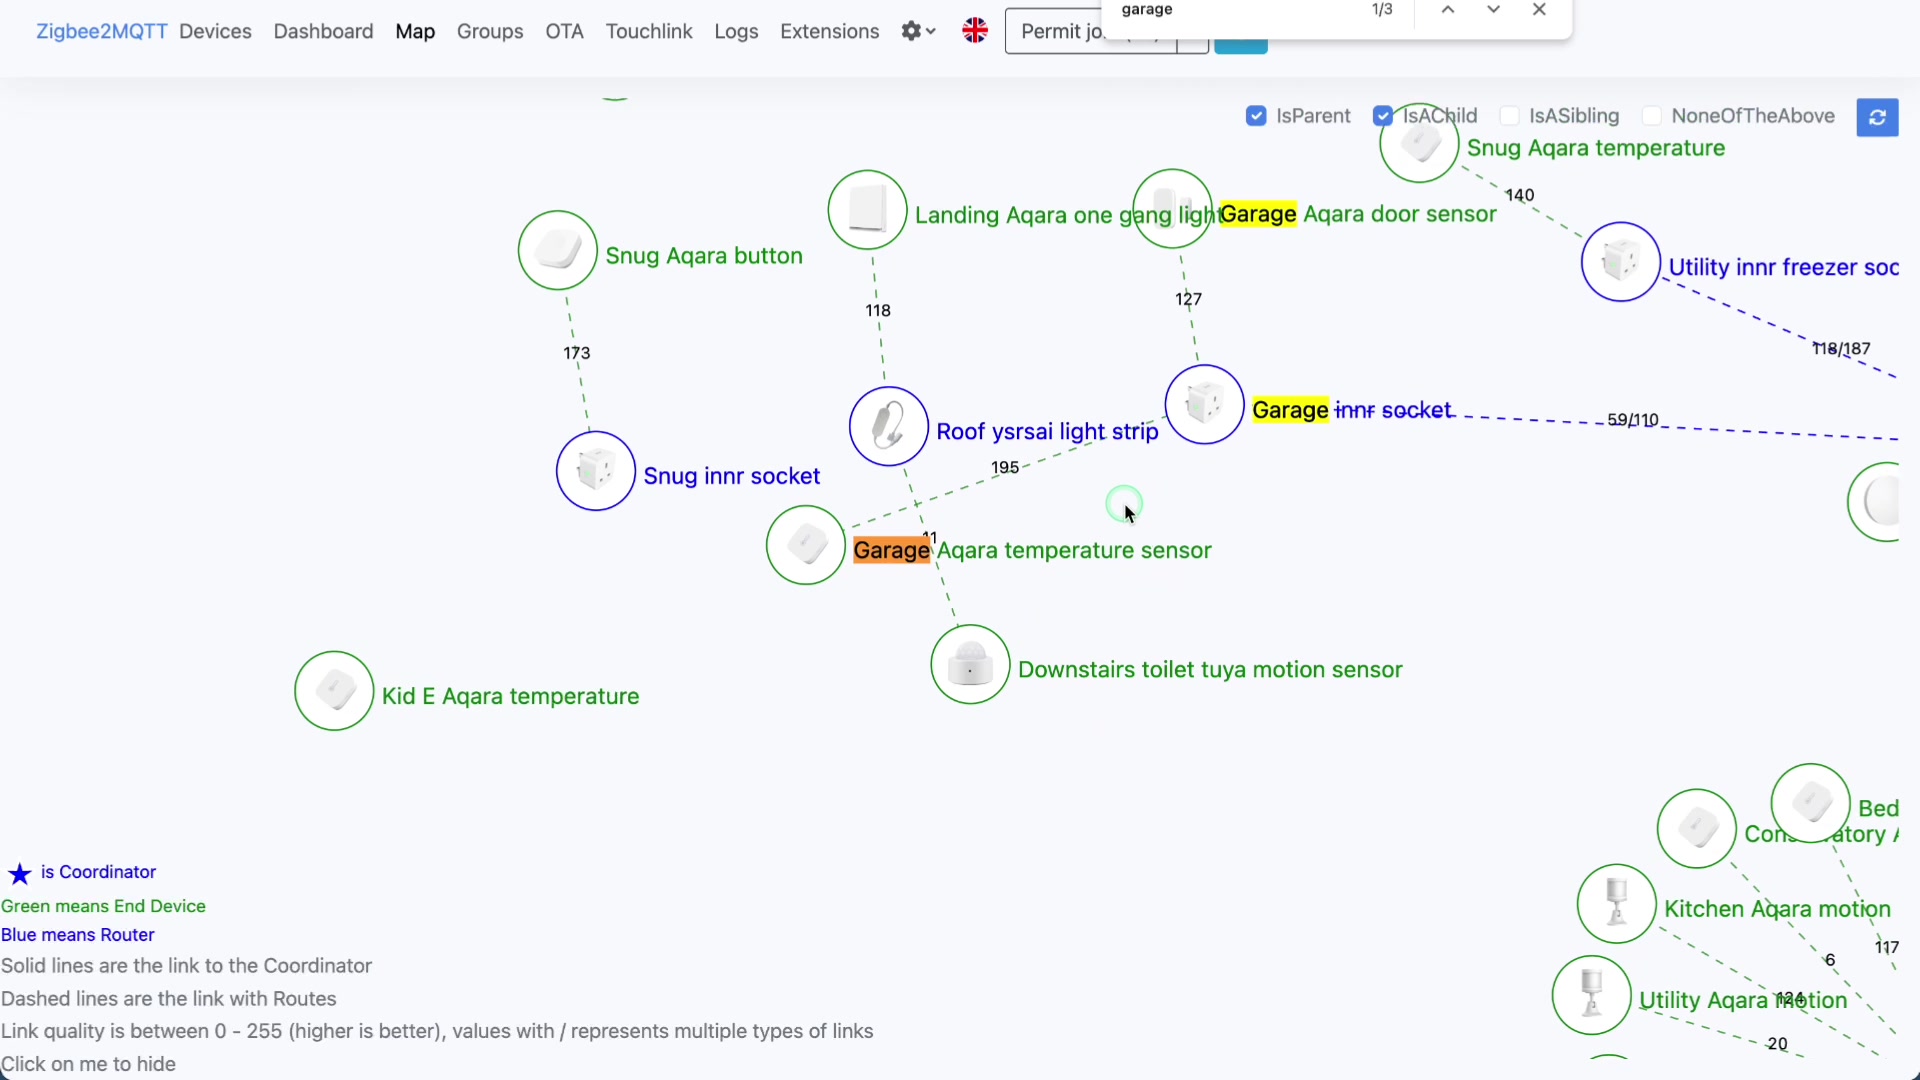 garage 1/3
Zigbee2MQTT Devices Dashboard Map Groups OTA Touchlink Logs Extensions Permit jo
IsParent IsAChild IsASibling NoneOfTheAbove
Snug Aqara temperature
140
Landing Aqara one gang light
Garage Aqara door sensor
Snug Aqara button
Utility innr freezer soc
127
118
118/187
173
Garage innr socket
59/110
Roof ysrsai light strip
195
Snug innr socket
11
Garage Aqara temperature sensor
Downstairs toilet tuya motion sensor
Kid E Aqara temperature
Bed
is Coordinator
Green means End Device
Kitchen Aqara motion
Blue means Router
117
6
Solid lines are the link to the Coordinator
Dashed lines are the link with Routes
Utility Aqara motion
124
Link quality is between 0 - 255 (higher is better), values with / represents multiple types of links
20
Click on me to hide